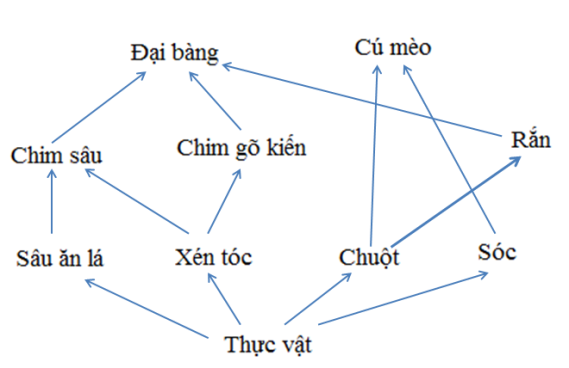 Đại bàng
Cú mèo
Chim sâu
Chim gõ kiến
Rắn
Sâu ăn lá
Xén tóc
Chuột
Sóc
Thực vật